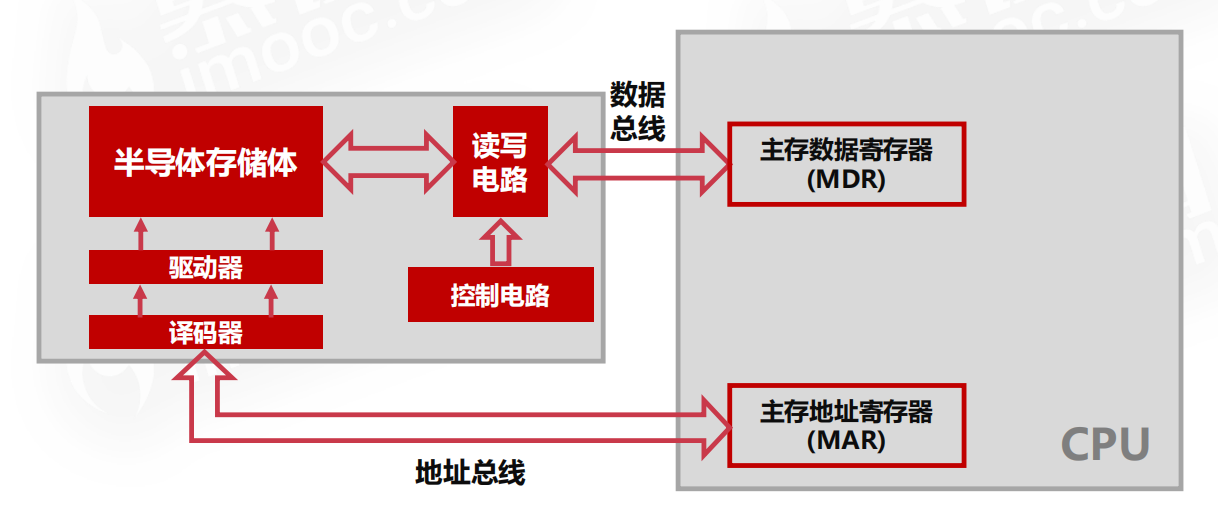 imooc.co
数据
总线
半导体存储体
读写
电路
主存数据寄存器
(MDR)
驱动器
控制电路
译码器
主存地址寄存器
(MAR)
CPU
地址总线